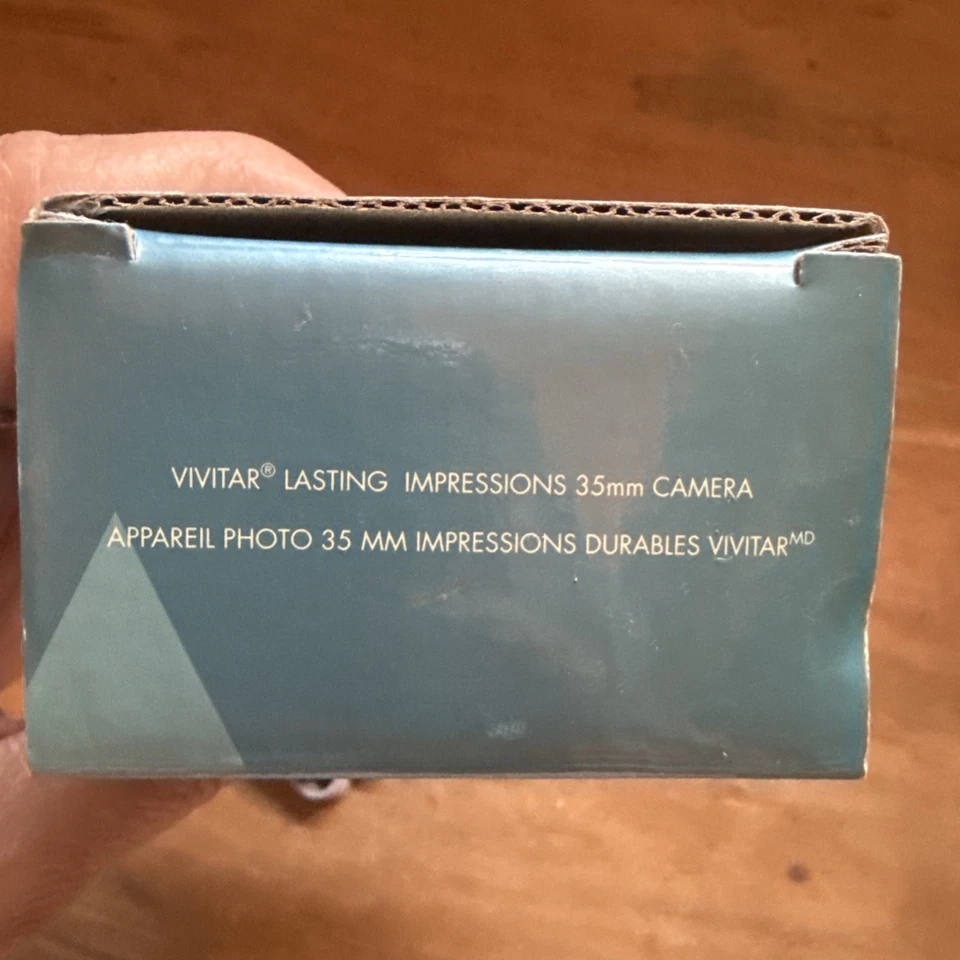 VIVITAR® LASTING IMPRESSIONS 35mm CAMERA
APPAREIL PHOTO 35 MM IMPRESSIONS DURABLES VIVITARᴹᴰ